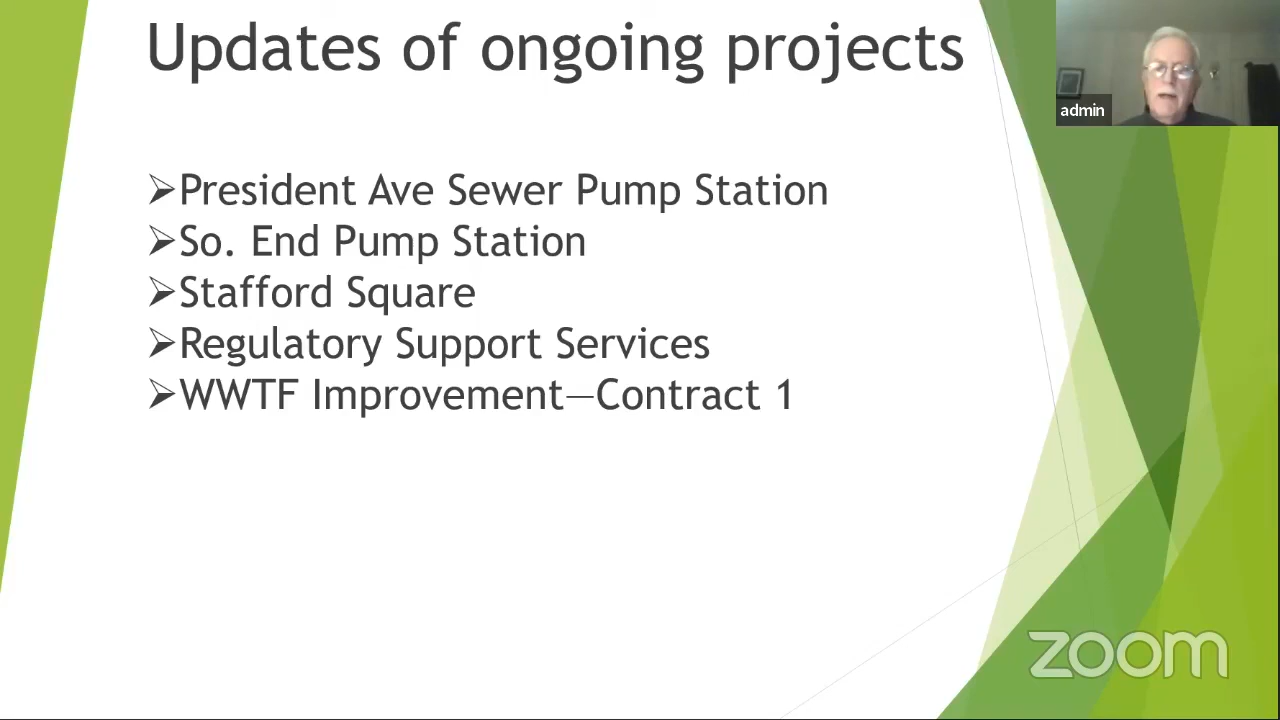 Updates of ongoing projects
admin
➢President Ave Sewer Pump Station
➢So. End Pump Station
➢Stafford Square
➢Regulatory Support Services
➢WWTF Improvement—Contract 1
zoom